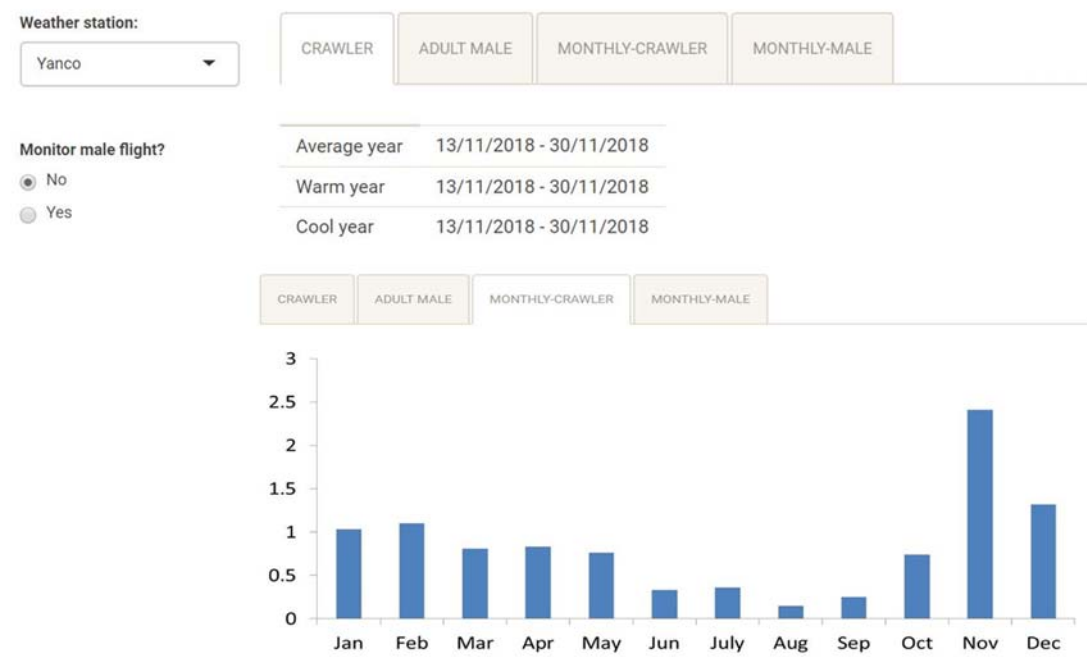 Weather station:
Yanco
Monitor male flight?
No
Yes
CRAWLER ADULT MALE MONTHLY-CRAWLER MONTHLY-MALE
Average year 13/11/2018 - 30/11/2018
Warm year 13/11/2018 - 30/11/2018
Cool year 13/11/2018 - 30/11/2018
CRAWLER ADULT MALE MONTHLY-CRAWLER MONTHLY-MALE
3
2.5
2
1.5
1
0.5
0
Jan Feb Mar Apr May Jun July Aug Sep Oct Nov Dec